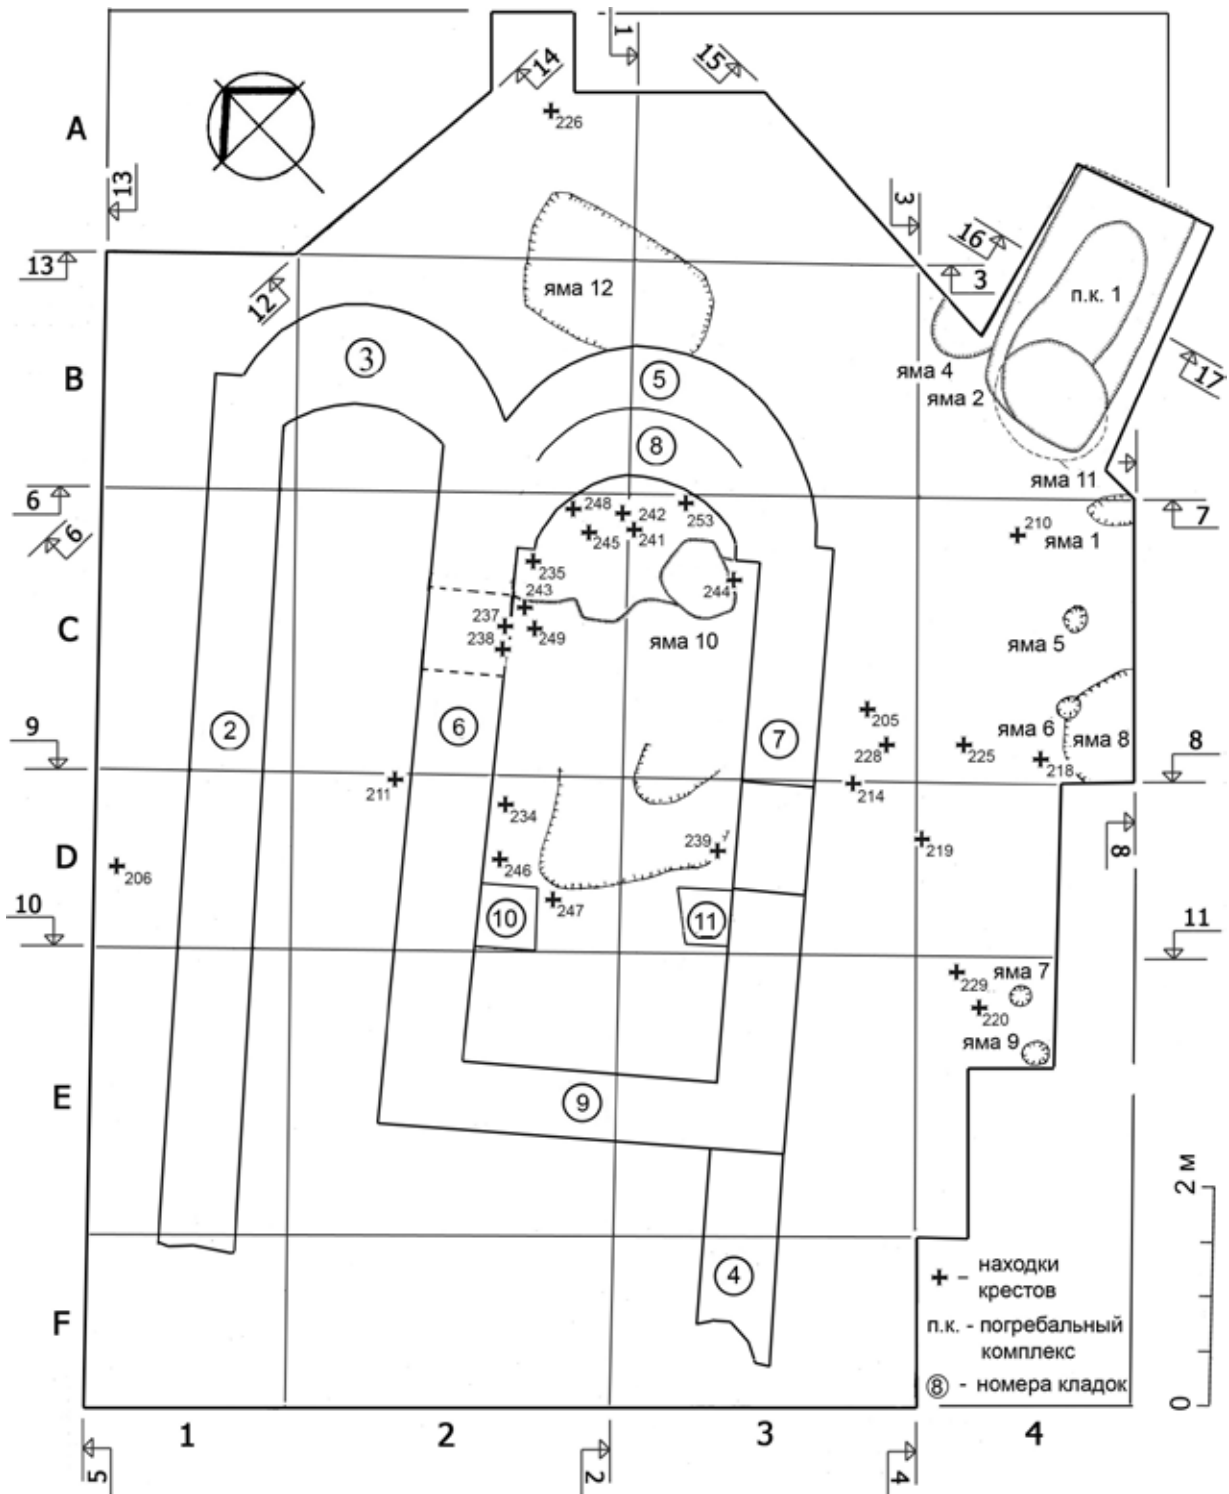 1
14
15
226
A
13
3
16
13
12
3
яма 12
п.к. 1
3
B
5
яма 4
17
яма 2
8
яма 11
6
248
242
253
7
6
245
241
210
яма 1
235
244
243
237
249
C
238
яма 10
яма 5
205
9
2
6
7
яма 6
228
225
яма 8
8
218
211
214
234
D
239
219
8
206
246
10
10
247
11
11
229
яма 7
220
яма 9
E
9
2 м
4
+ - находки
крестов
F
п.к. - погребальный
комплекс
8 - номера кладок
0
1
2
3
4
5
2
4